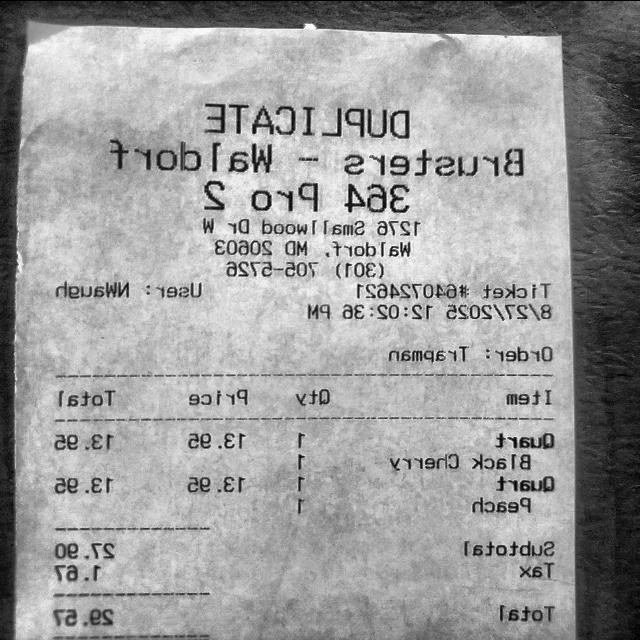 DUPLICATE
Brusters - Waldorf
364 Pro 2
1276 Smallwood Dr W
Waldorf, MD 20603
(301) 705-5726
Ticket #640724621 User: NWaugh
8/27/2025 12:02:36 PM
Order: Trapman
Item Qty Price Total
Quart 1 13.95 13.95
Black Cherry 1
Quart 1 13.95 13.95
Peach 1
Subtotal 27.90
Tax 1.67
Total 29.57